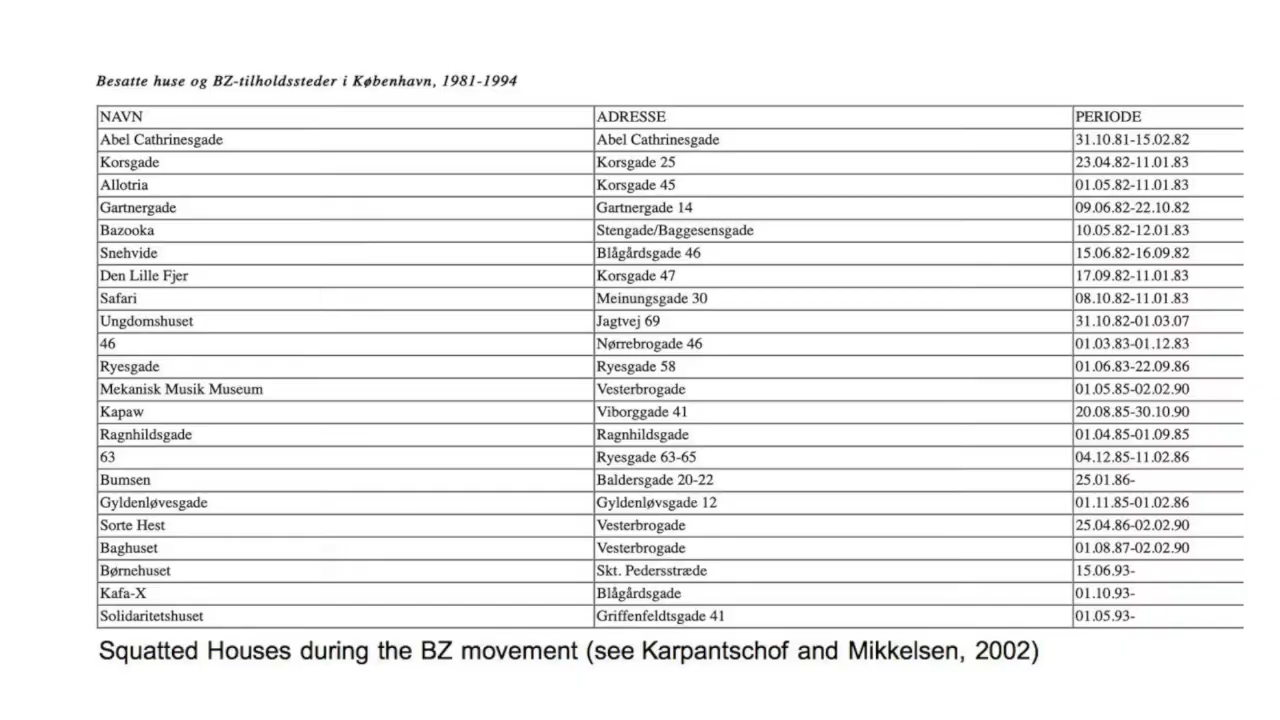 Besatte huse og BZ-tilholdssteder i København, 1981-1994
NAVN ADRESSE PERIODE
Abel Cathrinesgade Abel Cathrinesgade 31.10.81-15.02.82
Korsgade Korsgade 25 23.04.82-11.01.83
Allotria Korsgade 45 01.05.82-11.01.83
Gartnergade Gartnergade 14 09.06.82-22.10.82
Bazooka Stengade/Baggesensgade 10.05.82-12.01.83
Snehvide Blågårdsgade 46 15.06.82-16.09.82
Den Lille Fjer Korsgade 47 17.09.82-11.01.83
Safari Meinungsgade 30 08.10.82-11.01.83
Ungdomshuset Jagtvej 69 31.10.82-01.03.07
46 Nørrebrogade 46 01.03.83-01.12.83
Ryesgade Ryesgade 58 01.06.83-22.09.86
Mekanisk Musik Museum Vesterbrogade 01.05.85-02.02.90
Kapaw Viborggade 41 20.08.85-30.10.90
Ragnhildsgade Ragnhildsgade 01.04.85-01.09.85
63 Ryesgade 63-65 04.12.85-11.02.86
Bumsen Baldersgade 20-22 25.01.86-
Gyldenløvesgade Gyldenløvsgade 12 01.11.85-01.02.86
Sorte Hest Vesterbrogade 25.04.86-02.02.90
Baghuset Vesterbrogade 01.08.87-02.02.90
Børnehuset Skt. Pedersstræde 15.06.93-
Kafa-X Blågårdsgade 01.10.93-
Solidaritetshuset Griffenfeldtsgade 41 01.05.93-
Squatted Houses during the BZ movement (see Karpantschof and Mikkelsen, 2002)